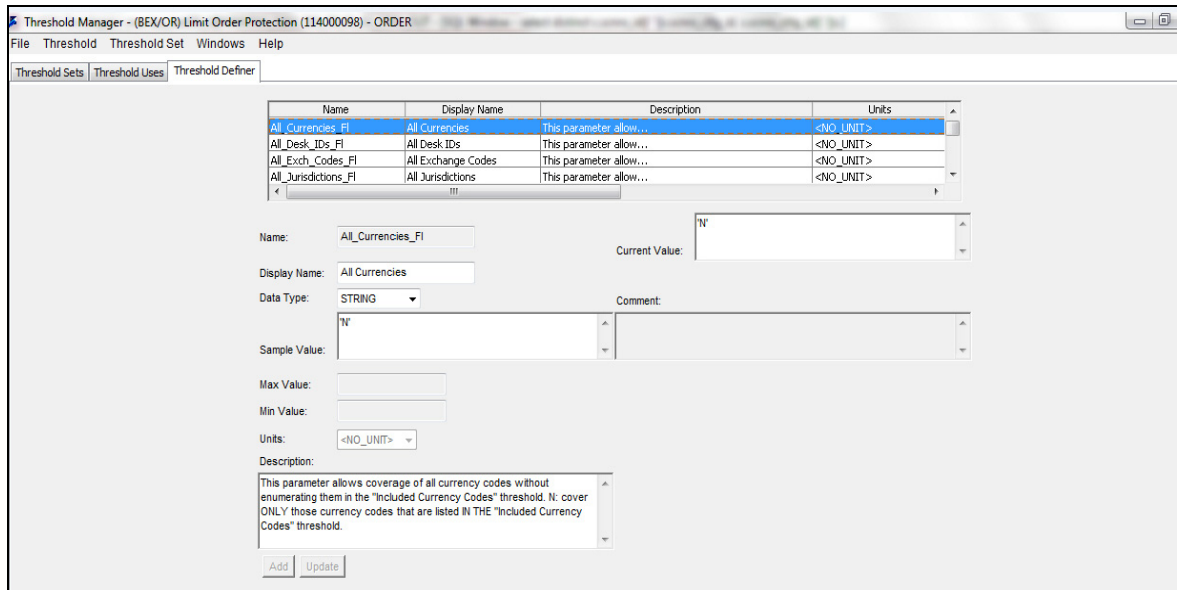 Threshold Manager - (BEX/OR) Limit Order Protection (114000098) - ORDER
File Threshold Threshold Set Windows Help
Threshold Sets Threshold Uses Threshold Definer
Name Display Name Description Units
All_Currencies_Fl All Currencies This parameter allow... <NO_UNIT>
All_Desk_IDs_Fl All Desk IDs This parameter allow... <NO_UNIT>
All_Exch_Codes_Fl All Exchange Codes This parameter allow... <NO_UNIT>
All_Jurisdictions_Fl All Jurisdictions This parameter allow... <NO_UNIT>
Name: All_Currencies_Fl
Current Value: 'N'
Display Name: All Currencies
Data Type: STRING
Comment:
Sample Value: 'N'
Max Value:
Min Value:
Units: <NO_UNIT>
Description:
This parameter allows coverage of all currency codes without
enumerating them in the "Included Currency Codes" threshold. N: cover
ONLY those currency codes that are listed IN THE "Included Currency
Codes" threshold.
Add Update